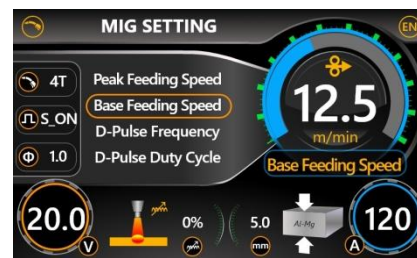 MIG SETTING
EN
4T
S_ON
Φ 1.0
Peak Feeding Speed
Base Feeding Speed
D-Pulse Frequency
D-Pulse Duty Cycle
12.5
m/min
Base Feeding Speed
20.0
V
0%
5.0
mm
Al-Mg
120
A